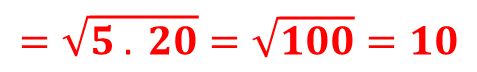 = √5 . 20 = √100 = 10